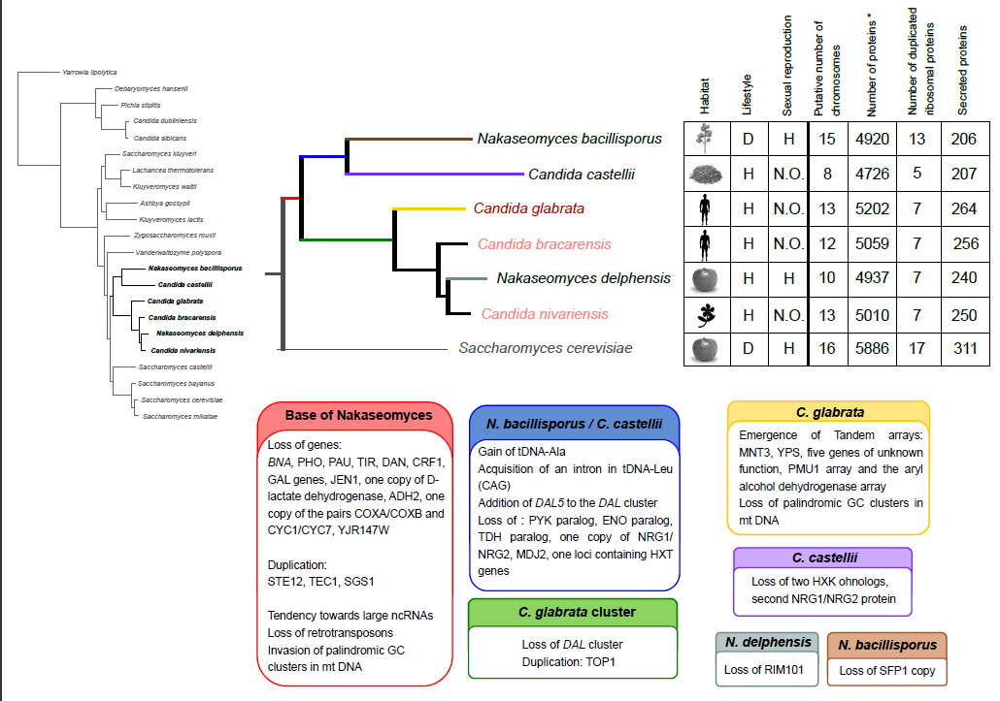 Yarrowia lipolytica
Debaryomyces hansenii
Pichia stipitis
Candida dubliniensis
Candida albicans
Saccharomyces kluyveri
Lachancea thermotolerans
Kluyveromyces waltii
Ashbya gossypii
Kluyveromyces lactis
Zygosaccharomyces rouxii
Vanderwaltozyme polyspora
Nakaseomyces bacillisporus
Candida castellii
Candida glabrata
Candida bracarensis
Nakaseomyces delphensis
Candida nivariensis
Saccharomyces castellii
Saccharomyces bayanus
Saccharomyces cerevisiae
Saccharomyces mikatae
Nakaseomyces bacillisporus
Candida castellii
Candida glabrata
Candida bracarensis
Nakaseomyces delphensis
Candida nivariensis
Saccharomyces cerevisiae
Habitat
Lifestyle
Sexual reproduction
Putative number of
chromosomes
Number of proteins *
Number of duplicated
ribosomal proteins
Secreted proteins
D H 15 4920 13 206
H N.O. 8 4726 5 207
H N.O. 13 5202 7 264
H N.O. 12 5059 7 256
H H 10 4937 7 240
H N.O. 13 5010 7 250
D H 16 5886 17 311
Base of Nakaseomyces
Loss of genes:
BNA, PHO, PAU, TIR, DAN, CRF1,
GAL genes, JEN1, one copy of D-
lactate dehydrogenase, ADH2, one
copy of the pairs COXA/COXB and
CYC1/CYC7, YJR147W
Duplication:
STE12, TEC1, SGS1
Tendency towards large ncRNAs
Loss of retrotransposons
Invasion of palindromic GC
clusters in mt DNA
N. bacillisporus / C. castellii
Gain of tDNA-Ala
Acquisition of an intron in tDNA-Leu
(CAG)
Addition of DAL5 to the DAL cluster
Loss of : PYK paralog, ENO paralog,
TDH paralog, one copy of NRG1/
NRG2, MDJ2, one loci containing HXT
genes
C. glabrata cluster
Loss of DAL cluster
Duplication: TOP1
C. glabrata
Emergence of Tandem arrays:
MNT3, YPS, five genes of unknown
function, PMU1 array and the aryl
alcohol dehydrogenase array
Loss of palindromic GC clusters in
mt DNA
C. castellii
Loss of two HXK ohnologs,
second NRG1/NRG2 protein
N. delphensis
Loss of RIM101
N. bacillisporus
Loss of SFP1 copy